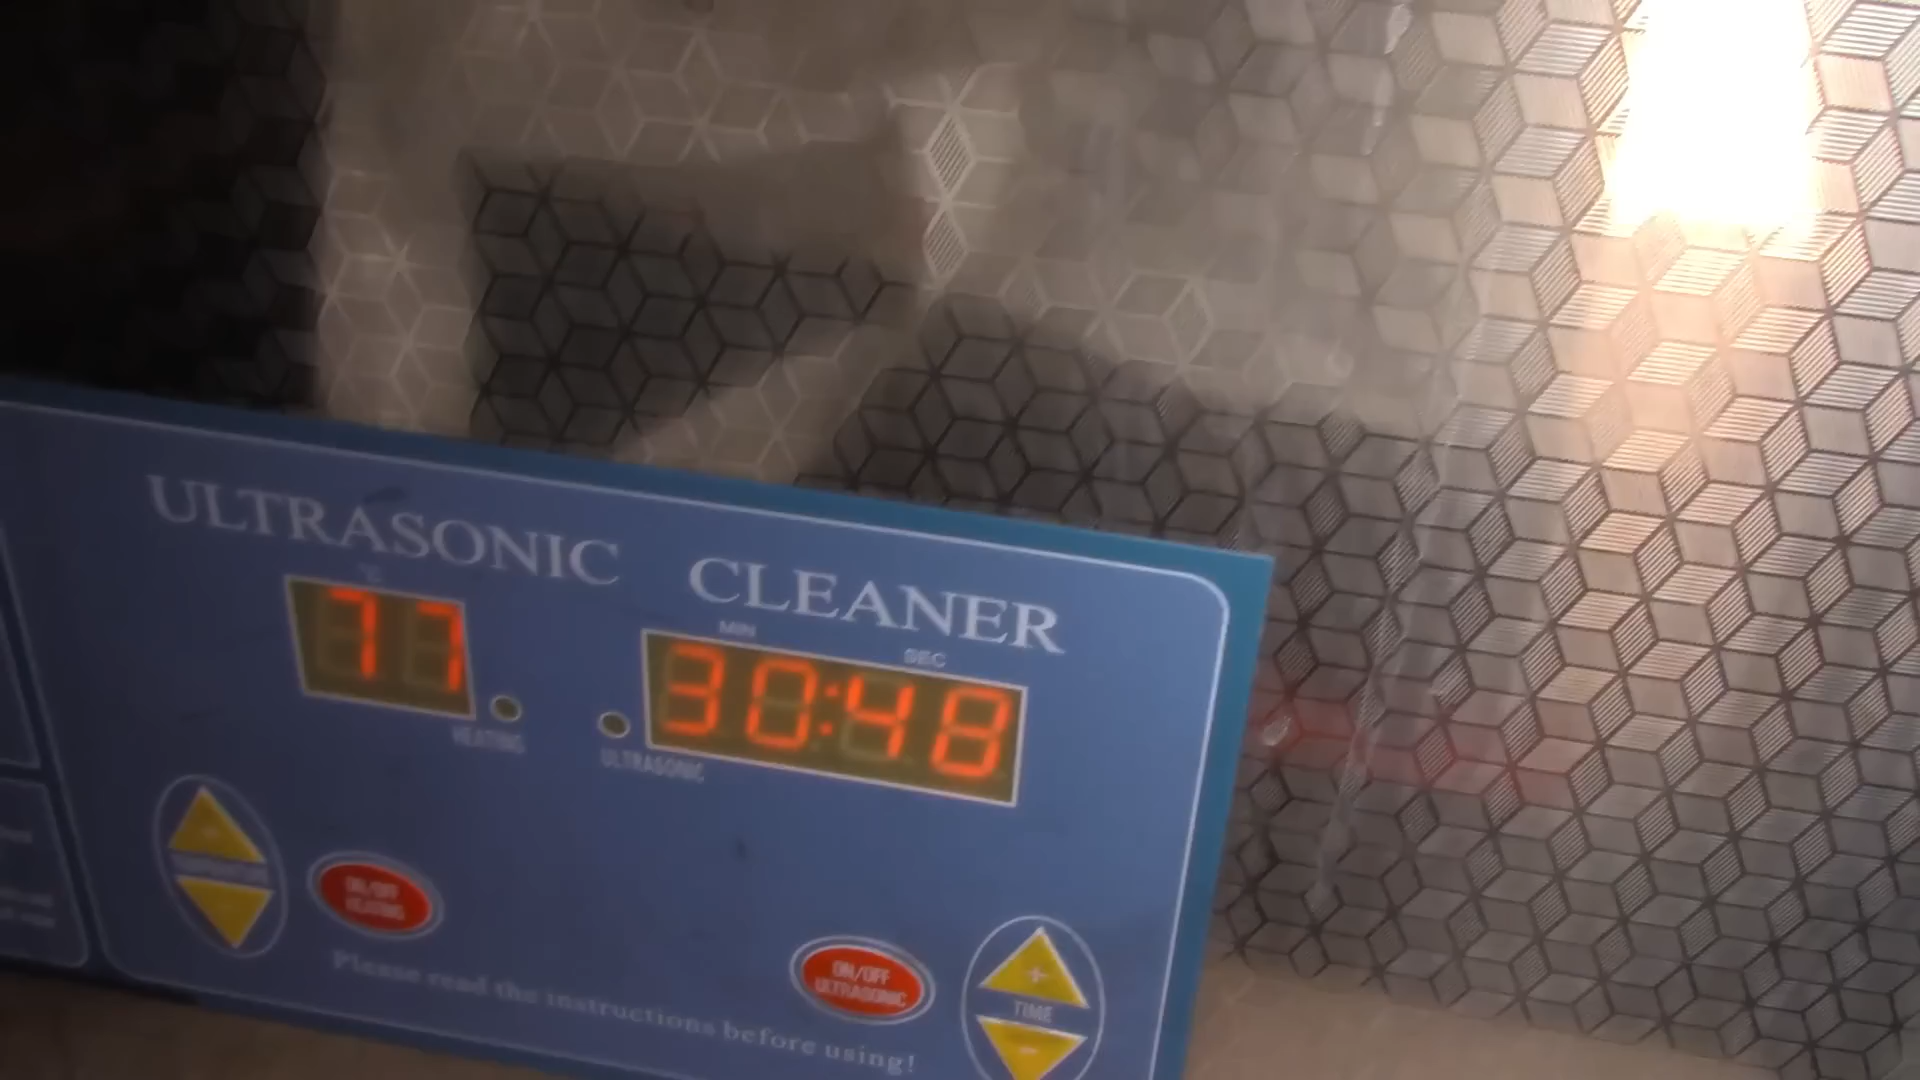 ULTRASONIC CLEANER
°C
MIN SEC
77
30:48
HEATING
ULTRASONIC
+
ON/OFF
HEATING
ON/OFF
ULTRASONIC
+
TIME
-
Please read the instructions before using!